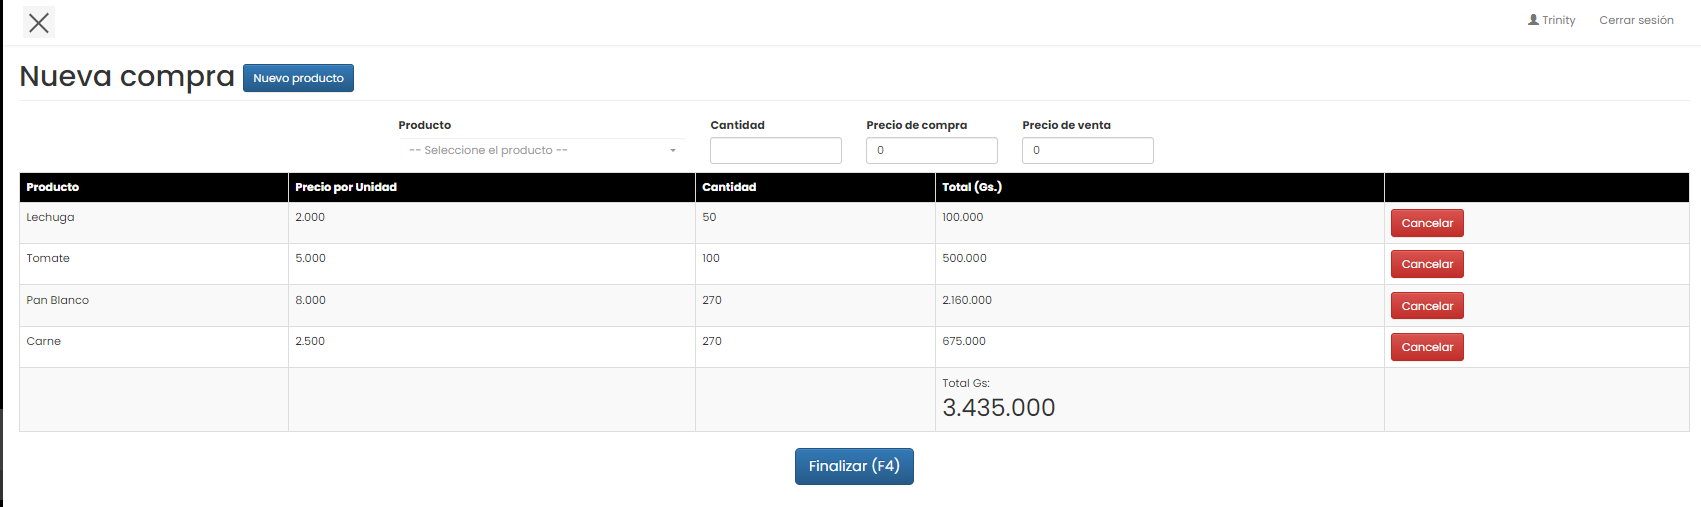 Trinity Cerrar sesión
Nueva compra Nuevo producto
Producto Cantidad Precio de compra Precio de venta
-- Seleccione el producto -- 0 0
Producto Precio por Unidad Cantidad Total (Gs.)
Lechuga 2.000 50 100.000 Cancelar
Tomate 5.000 100 500.000 Cancelar
Pan Blanco 8.000 270 2.160.000 Cancelar
Carne 2.500 270 675.000 Cancelar
Total Gs:
3.435.000
Finalizar (F4)